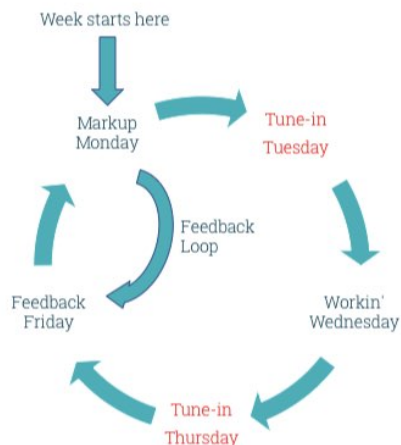 Week starts here
Markup
Monday
Tune-in
Tuesday
Feedback
Loop
Workin'
Wednesday
Feedback
Friday
Tune-in
Thursday